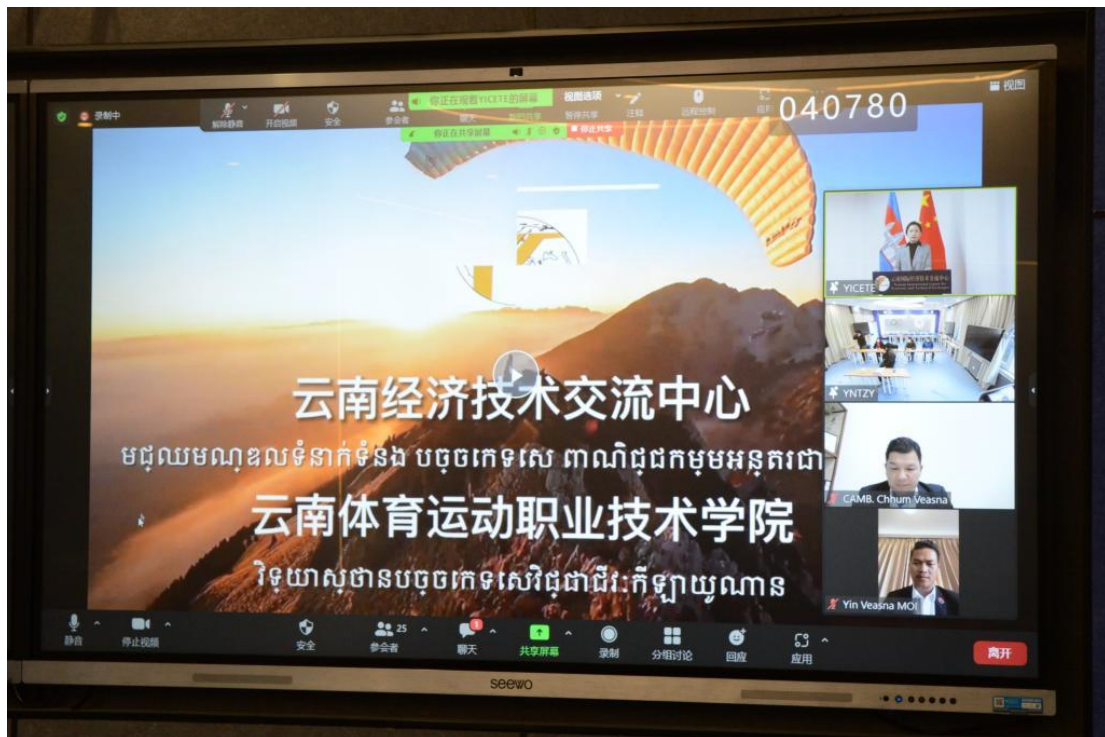 录制中
解除静音
开启视频
安全
参会者
你正在观看YICETE的屏幕
视图选项
聊天
暂停共享
注释
远程控制
040780
视图
你正在共享屏幕
停止共享
YICETE
YNTZY
CAMB. Chhum Veasna
Yin Veasna MOI
云南经济技术交流中心
មជ្ឈមណ្ឌលទំនាក់ទំនង បច្ចេកទេស ពាណិជ្ជកម្មអន្តរជា
云南体育运动职业技术学院
វិទ្យាស្ថានបច្ចេកទេសវិជ្ជាជីវៈកីឡាយូណាន
静音
停止视频
安全
参会者
25
聊天
1
共享屏幕
录制
分组讨论
回应
应用
离开
seewo